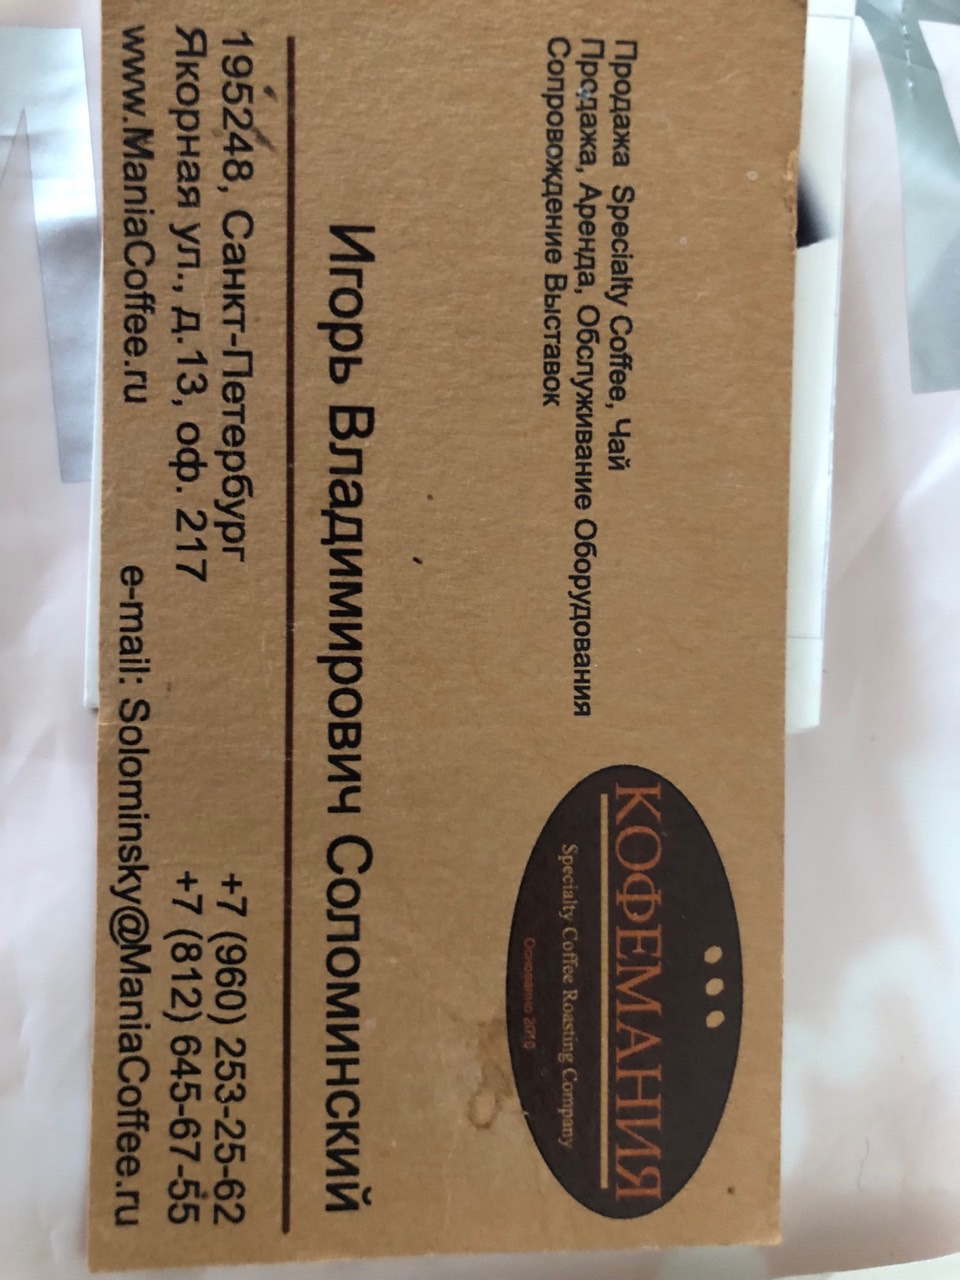 Продажа Specialty Coffee, Чай
Продажа, Аренда, Обслуживание Оборудования
Сопровождение Выставок
КОФЕМАНИЯ
Specialty Coffee Roasting Company
Основано 2010
Игорь Владимирович Соломинский
195248, Санкт-Петербург +7 (960) 253-25-62
Якорная ул., д.13, оф. 217 +7 (812) 645-67-55
www.ManiaCoffee.ru e-mail: Solominsky@ManiaCoffee.ru